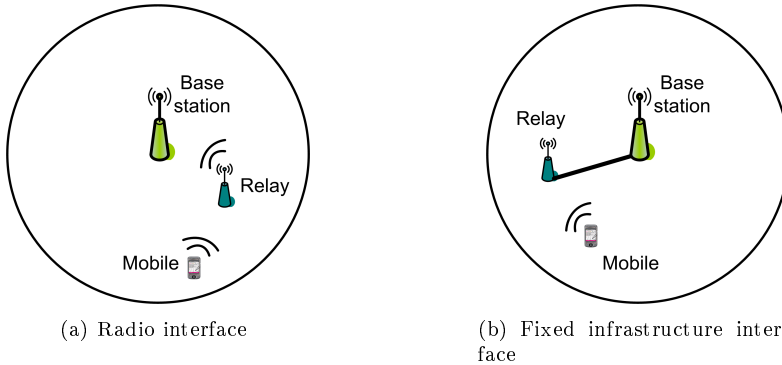 Base
station
Relay
Mobile
(a) Radio interface
Base
station
Relay
Mobile
(b) Fixed infrastructure inter
face